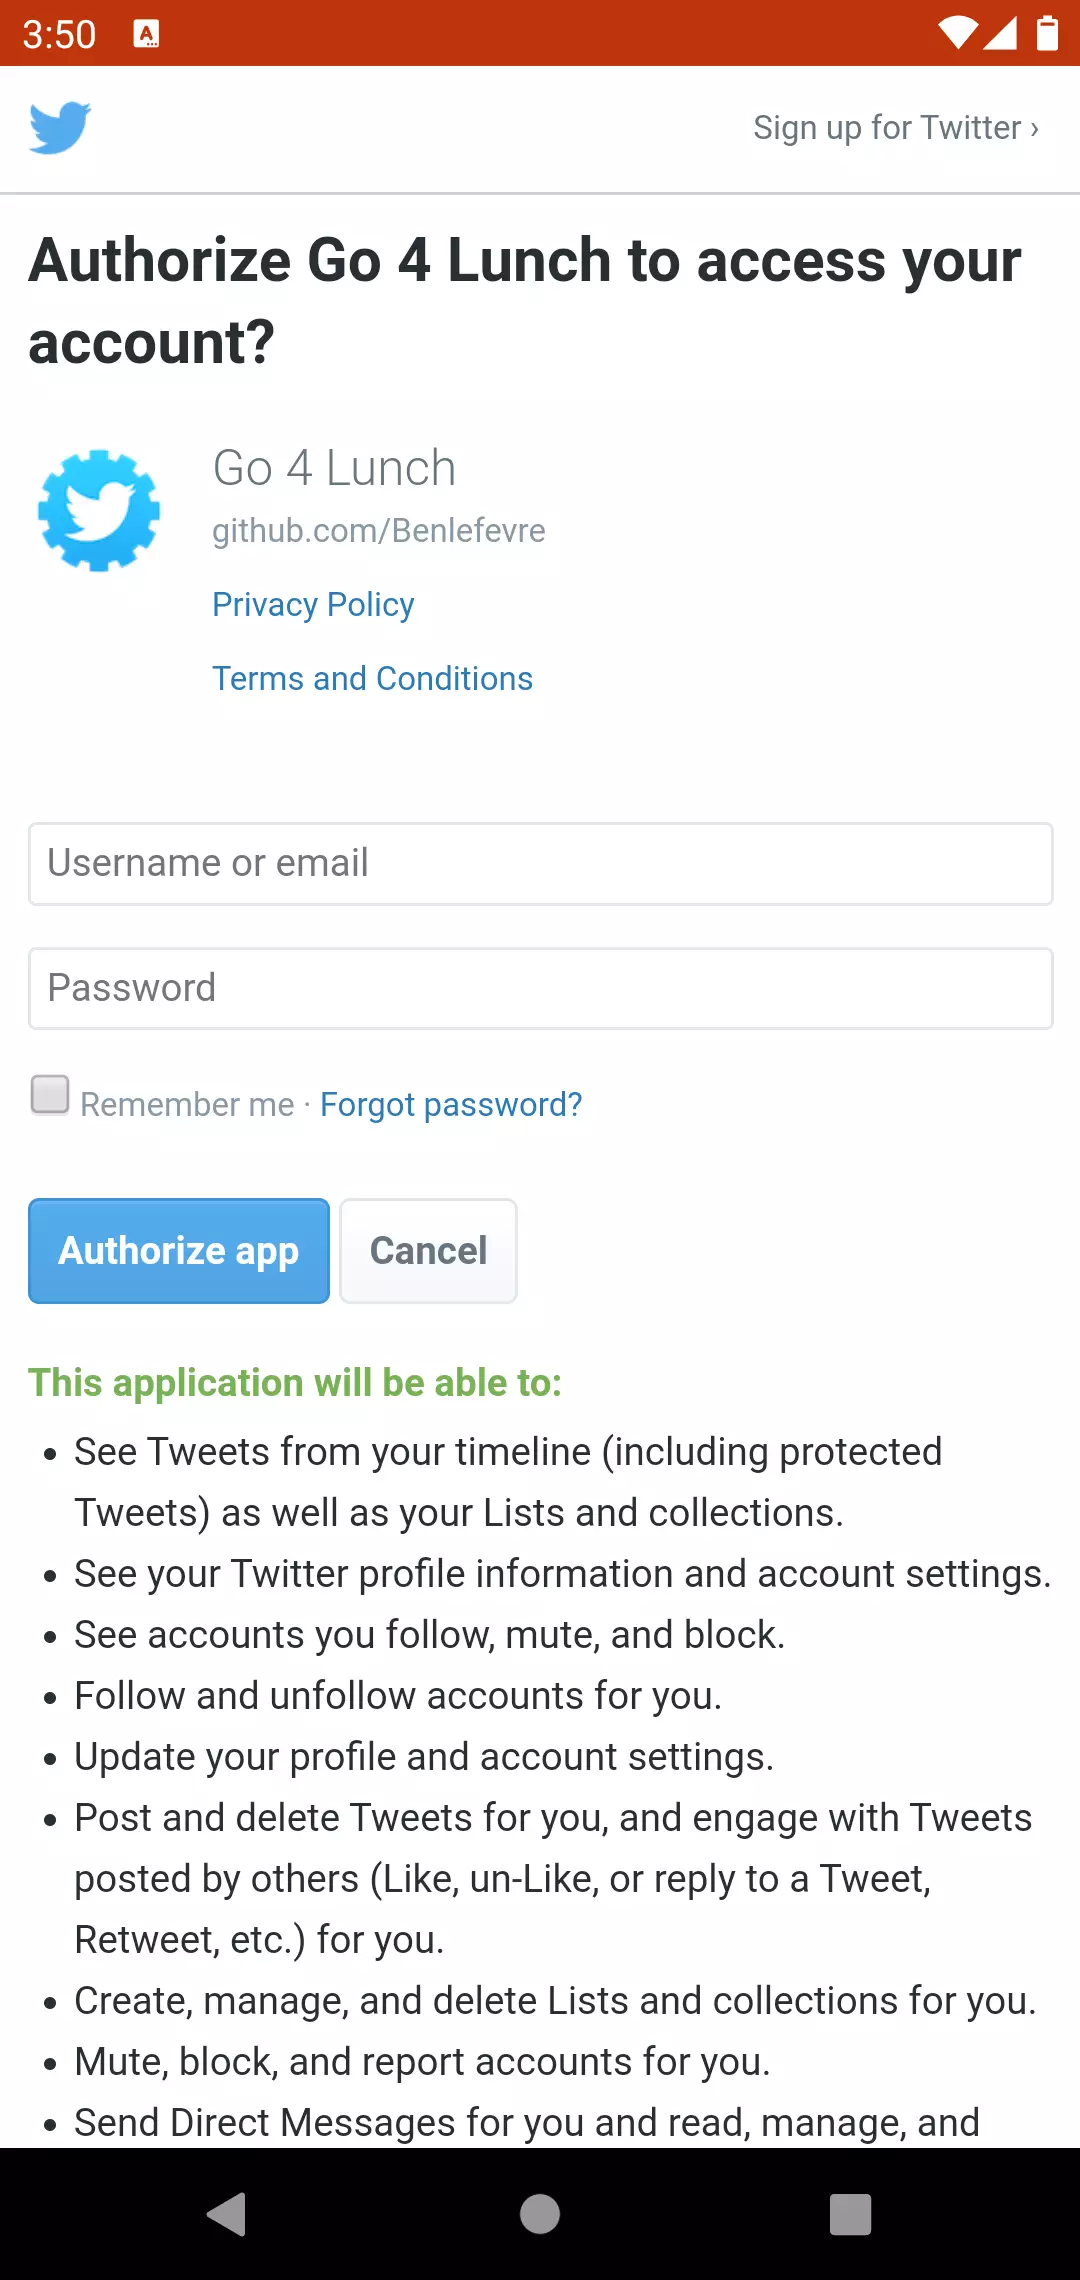 3:50
A
Sign up for Twitter ›
Authorize Go 4 Lunch to access your
account?
Go 4 Lunch
github.com/Benlefevre
Privacy Policy
Terms and Conditions
Username or email
Password
Remember me · Forgot password?
Authorize app
Cancel
This application will be able to:
• See Tweets from your timeline (including protected
Tweets) as well as your Lists and collections.
• See your Twitter profile information and account settings.
• See accounts you follow, mute, and block.
• Follow and unfollow accounts for you.
• Update your profile and account settings.
• Post and delete Tweets for you, and engage with Tweets
posted by others (Like, un-Like, or reply to a Tweet,
Retweet, etc.) for you.
• Create, manage, and delete Lists and collections for you.
• Mute, block, and report accounts for you.
• Send Direct Messages for you and read, manage, and